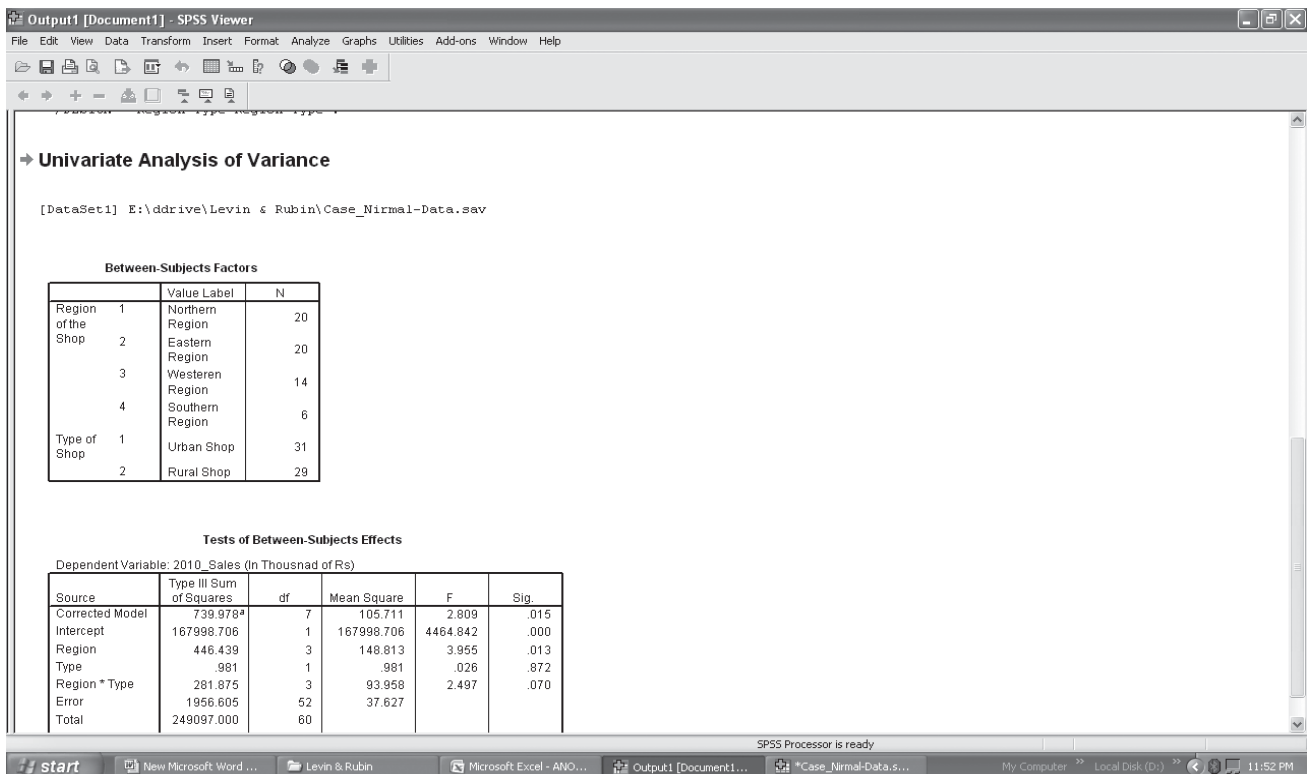 Output1 [Document1] - SPSS Viewer
File Edit View Data Transform Insert Format Analyze Graphs Utilities Add-ons Window Help
Univariate Analysis of Variance
[DataSet1] E:\ddrive\Levin & Rubin\Case_Nirmal-Data.sav
Between-Subjects Factors
Value Label N
Region of the Shop 1 Northern Region 20
2 Eastern Region 20
3 Westeren Region 14
4 Southern Region 6
Type of Shop 1 Urban Shop 31
2 Rural Shop 29
Tests of Between-Subjects Effects
Dependent Variable: 2010_Sales (In Thousnad of Rs)
Source Type III Sum of Squares df Mean Square F Sig.
Corrected Model 739.978a 7 105.711 2.809 .015
Intercept 167998.706 1 167998.706 4464.842 .000
Region 446.439 3 148.813 3.955 .013
Type .981 1 .981 .026 .872
Region * Type 281.875 3 93.958 2.497 .070
Error 1956.605 52 37.627
Total 249097.000 60
SPSS Processor is ready
start New Microsoft Word ... Levin & Rubin Microsoft Excel - ANO... Output1 [Document1... *Case_Nirmal-Data.s... My Computer » Local Disk (D:) » 11:52 PM